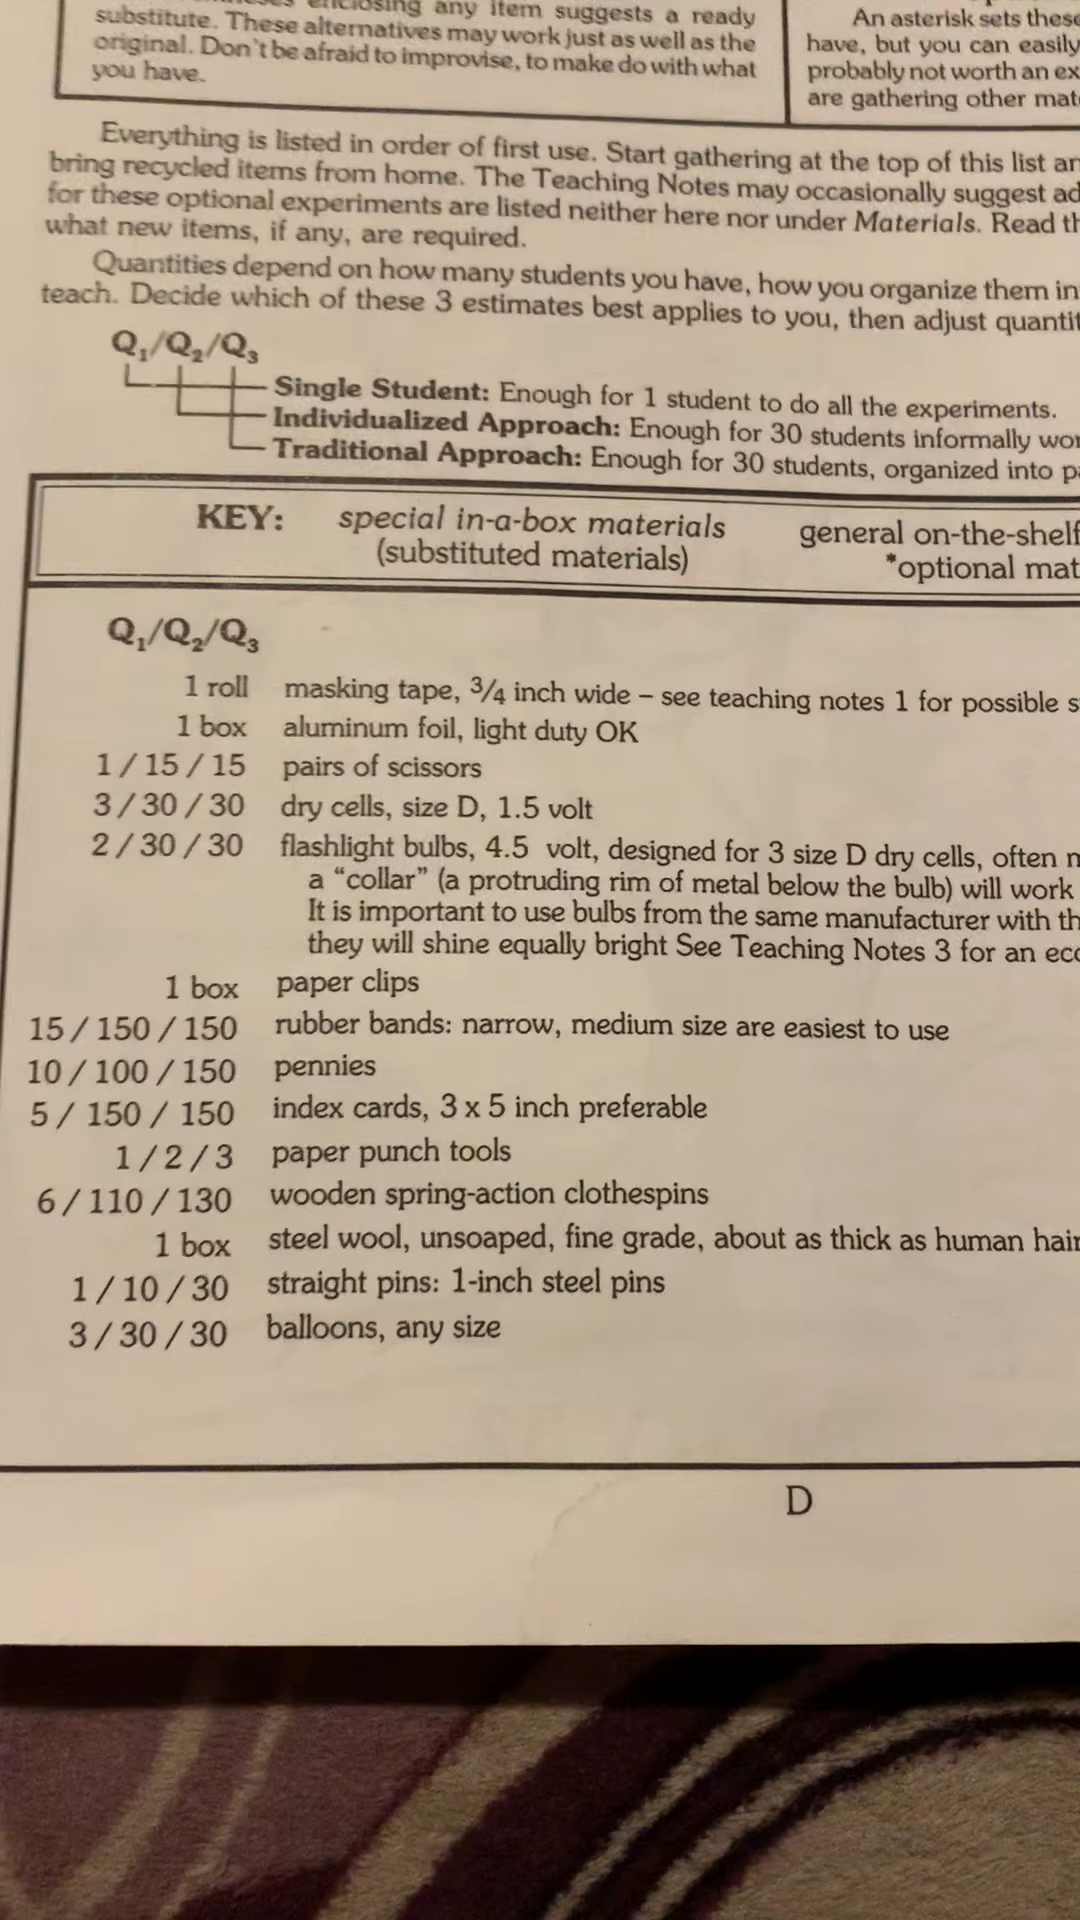 enclosing any item suggests a ready
substitute. These alternatives may work just as well as the
original. Don't be afraid to improvise, to make do with what
you have.
An asterisk sets these
have, but you can easily
probably not worth an ex
are gathering other mat
Everything is listed in order of first use. Start gathering at the top of this list an
bring recycled items from home. The Teaching Notes may occasionally suggest ad
for these optional experiments are listed neither here nor under Materials. Read th
what new items, if any, are required.
Quantities depend on how many students you have, how you organize them in
teach. Decide which of these 3 estimates best applies to you, then adjust quantit
Q₁/Q₂/Q₃
Single Student: Enough for 1 student to do all the experiments.
Individualized Approach: Enough for 30 students informally wor
Traditional Approach: Enough for 30 students, organized into pa
KEY: special in-a-box materials general on-the-shelf
(substituted materials) *optional mat
Q₁/Q₂/Q₃
1 roll masking tape, 3/4 inch wide – see teaching notes 1 for possible s
1 box aluminum foil, light duty OK
1 / 15 / 15 pairs of scissors
3 / 30 / 30 dry cells, size D, 1.5 volt
2 / 30 / 30 flashlight bulbs, 4.5 volt, designed for 3 size D dry cells, often m
a “collar” (a protruding rim of metal below the bulb) will work
It is important to use bulbs from the same manufacturer with th
they will shine equally bright See Teaching Notes 3 for an eco
1 box paper clips
15 / 150 / 150 rubber bands: narrow, medium size are easiest to use
10 / 100 / 150 pennies
5 / 150 / 150 index cards, 3 x 5 inch preferable
1 / 2 / 3 paper punch tools
6 / 110 / 130 wooden spring-action clothespins
1 box steel wool, unsoaped, fine grade, about as thick as human hair
1 / 10 / 30 straight pins: 1-inch steel pins
3 / 30 / 30 balloons, any size
D